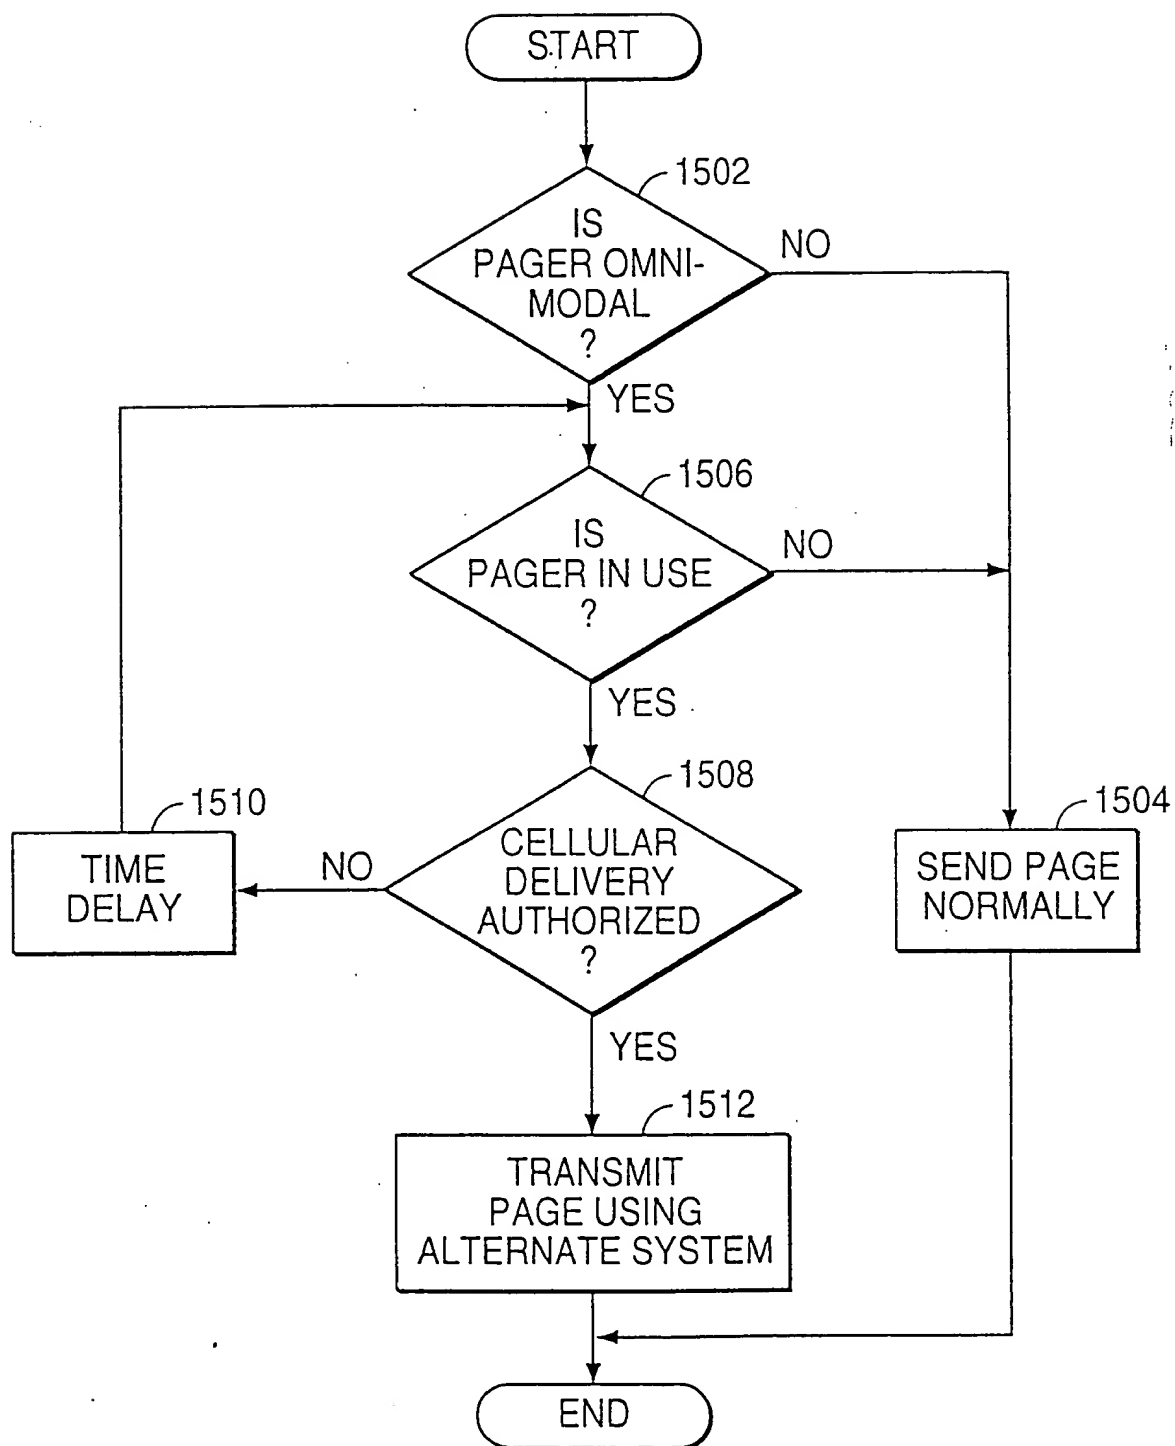 START
1502
IS
PAGER OMNI-
MODAL
?
NO
YES
1506
IS
PAGER IN USE
?
NO
YES
1508
CELLULAR
DELIVERY
AUTHORIZED
?
NO
YES
1510
TIME
DELAY
1504
SEND PAGE
NORMALLY
1512
TRANSMIT
PAGE USING
ALTERNATE SYSTEM
END